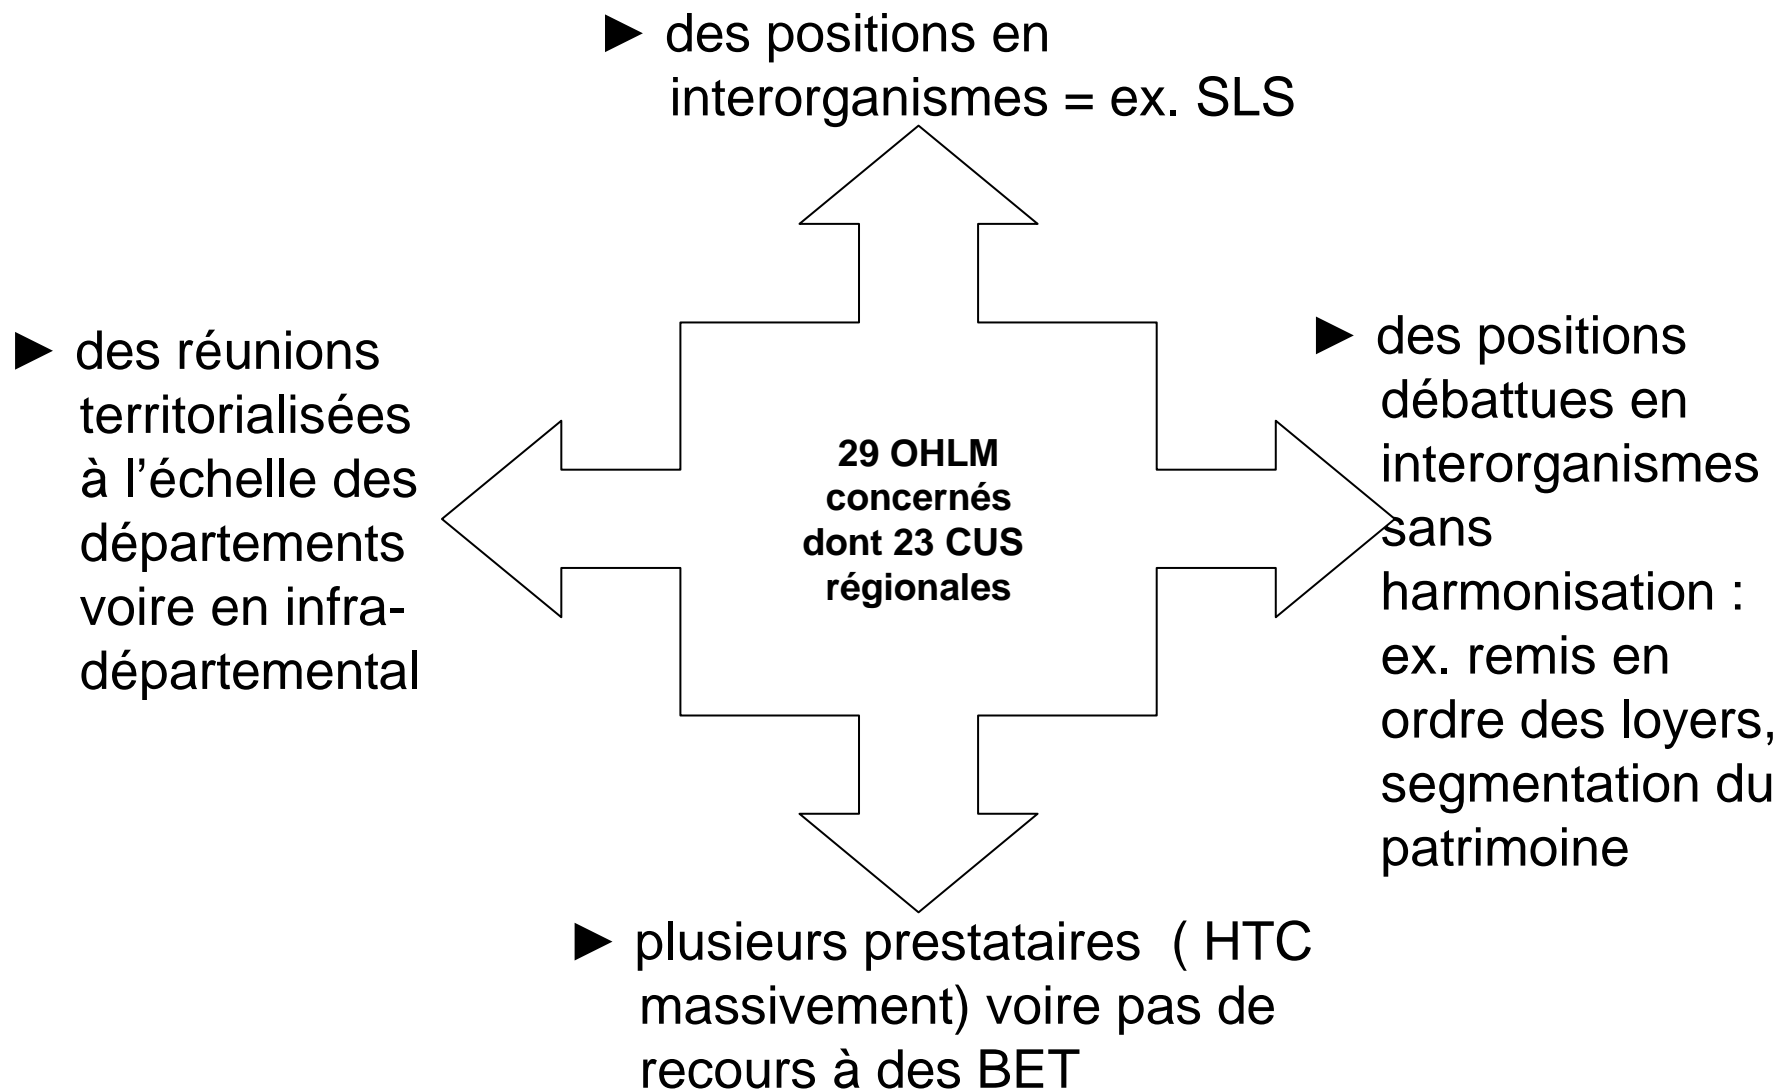 ► des positions en
interorganismes = ex. SLS
► des réunions
territorialisées
à l’échelle des
départements
voire en infra-
départemental
29 OHLM
concernés
dont 23 CUS
régionales
► des positions
débattues en
interorganismes
sans
harmonisation :
ex. remis en
ordre des loyers,
segmentation du
patrimoine
► plusieurs prestataires ( HTC
massivement) voire pas de
recours à des BET